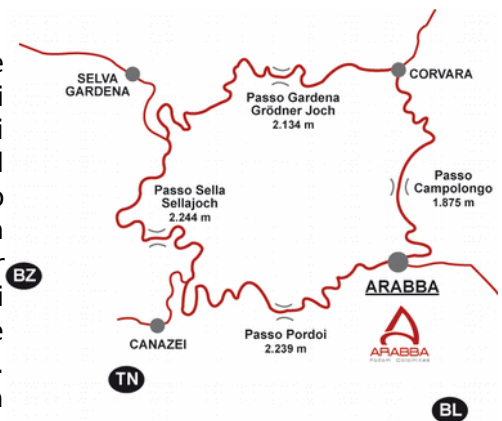 SELVA
GARDENA
Passo Gardena
Grödner Joch
2.134 m
CORVARA
Passo Sella
Sellajoch
2.244 m
Passo
Campolongo
1.875 m
BZ
ARABBA
CANAZEI
Passo Pordoi
2.239 m
ARABBA
TN
BL